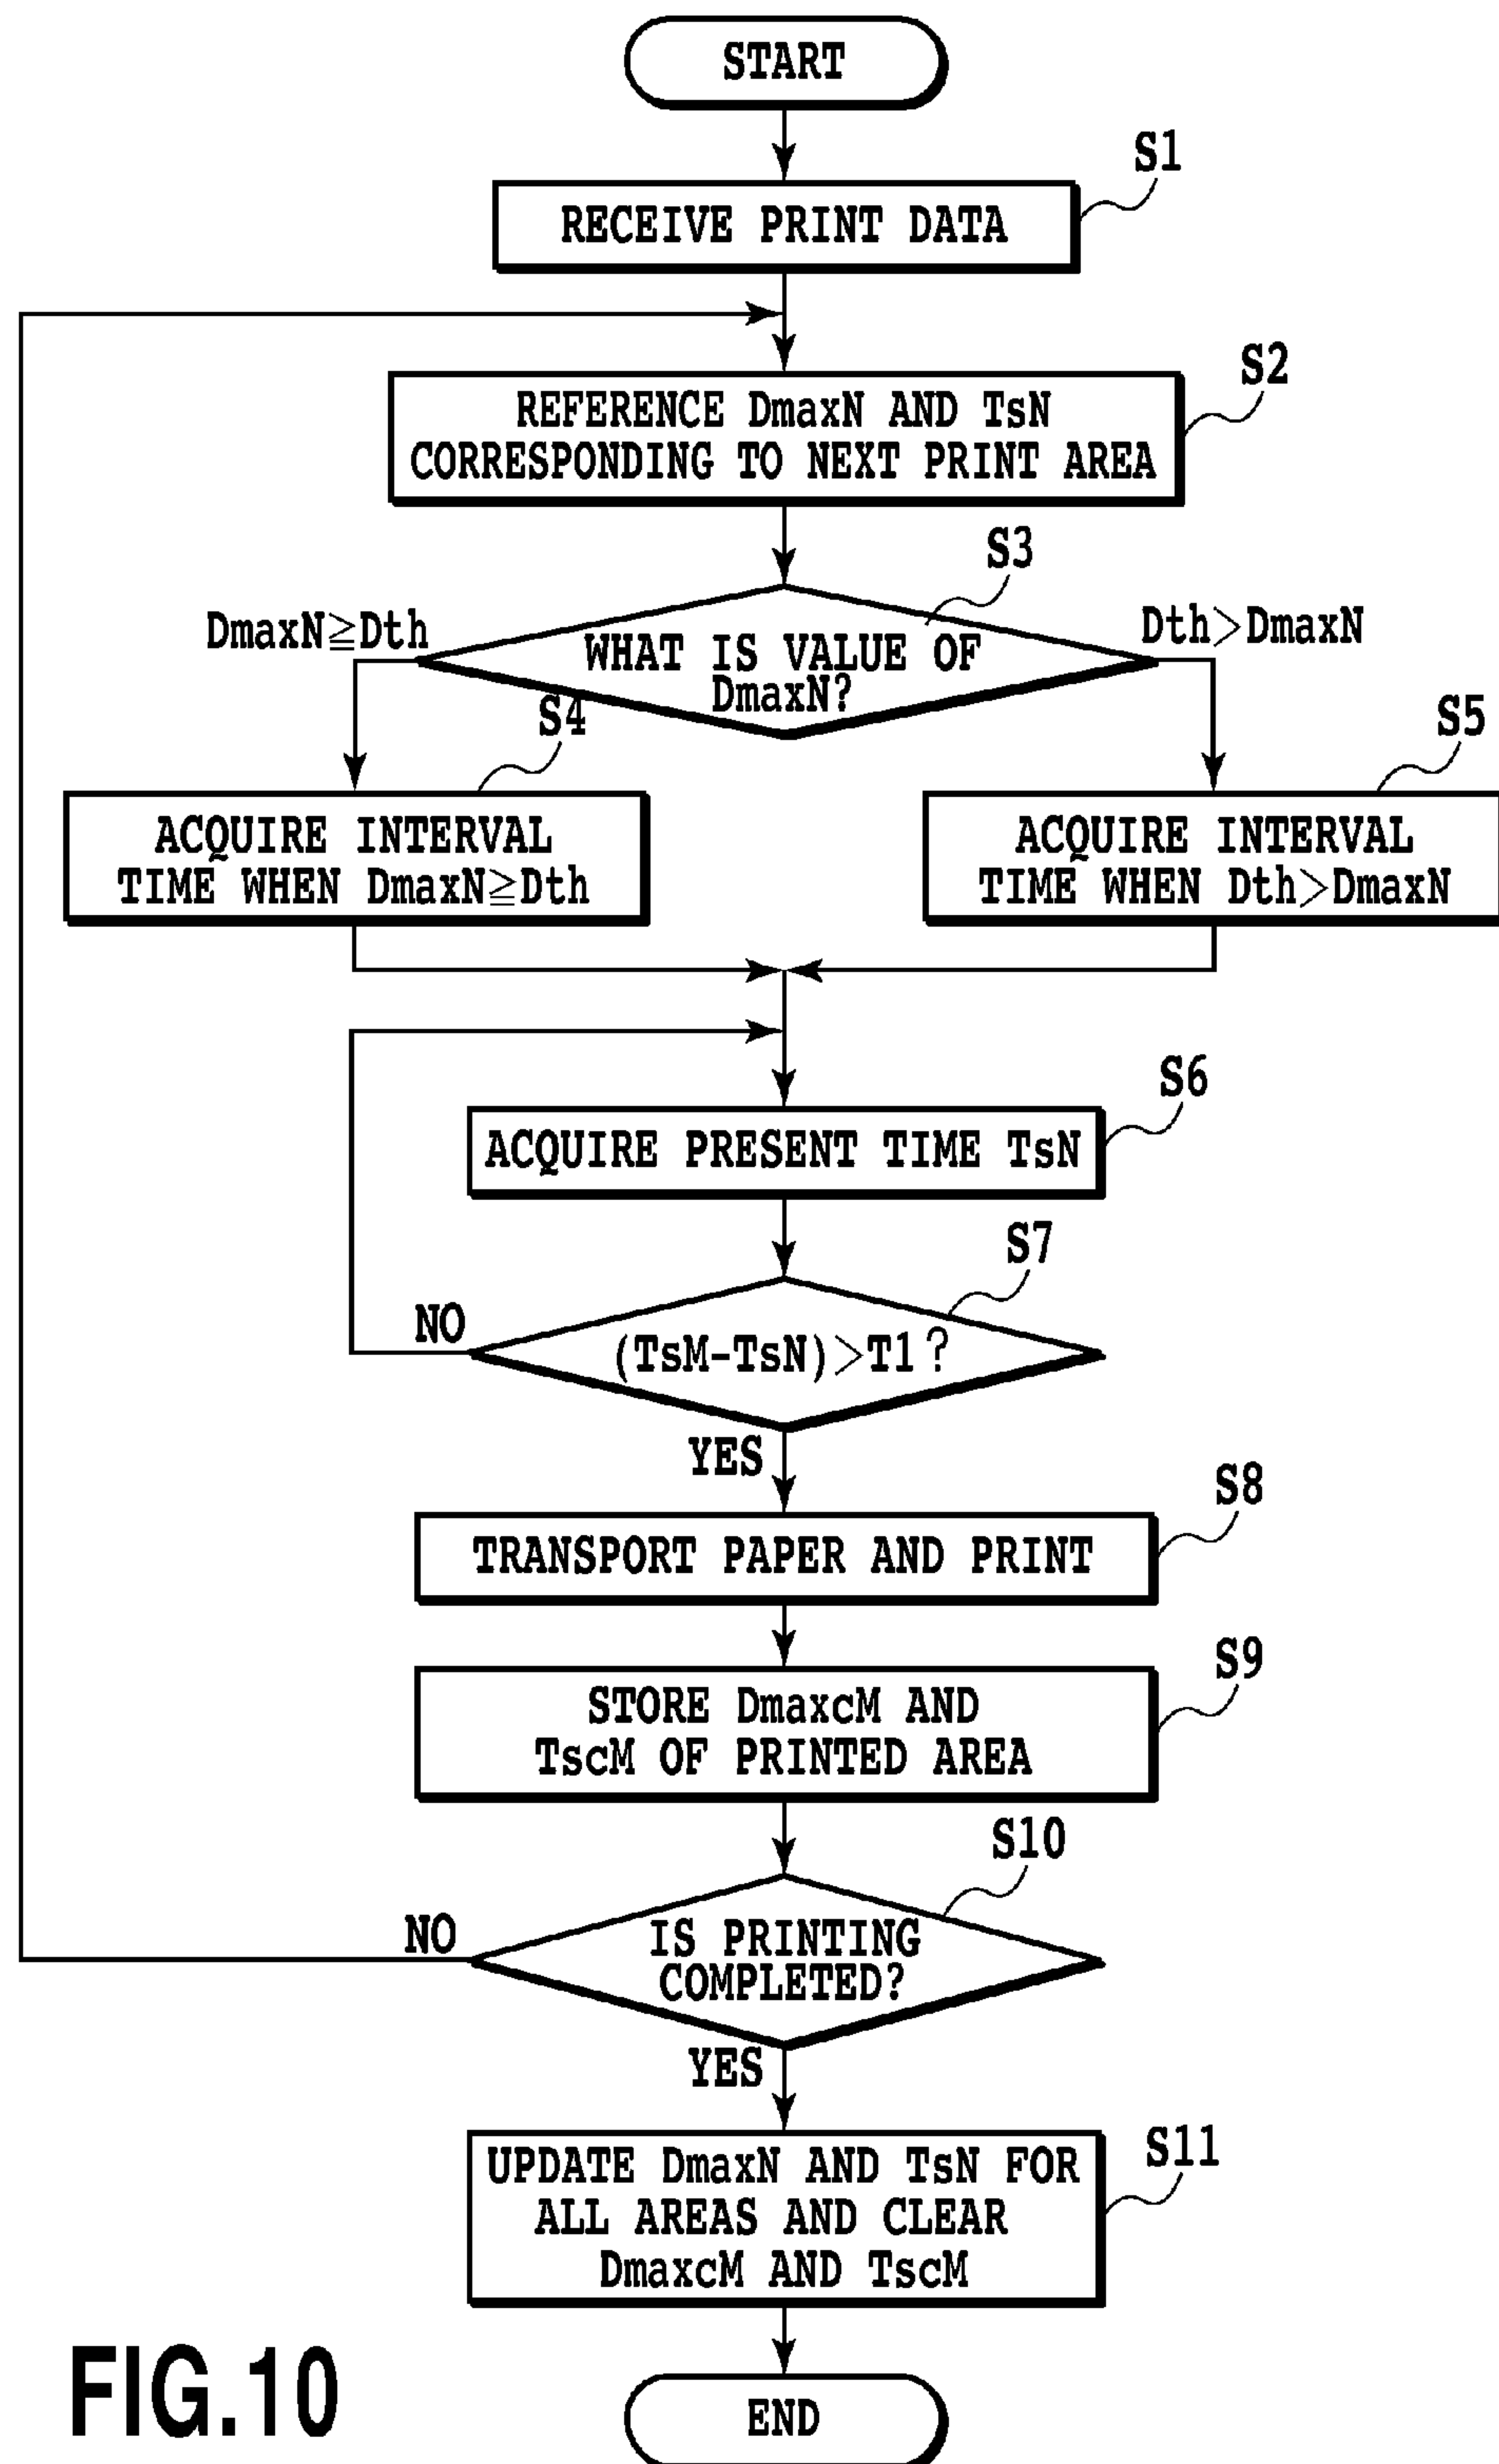 START
S1
RECEIVE PRINT DATA
S2
REFERENCE DmaxN AND TsN
CORRESPONDING TO NEXT PRINT AREA
S3
DmaxN≧Dth
Dth>DmaxN
WHAT IS VALUE OF
DmaxN?
S4
S5
ACQUIRE INTERVAL
TIME WHEN DmaxN≧Dth
ACQUIRE INTERVAL
TIME WHEN Dth>DmaxN
S6
ACQUIRE PRESENT TIME TsN
S7
NO
(TsM-TsN)>T1?
YES
S8
TRANSPORT PAPER AND PRINT
S9
STORE DmaxcM AND
TscM OF PRINTED AREA
S10
NO
IS PRINTING
COMPLETED?
YES
S11
UPDATE DmaxN AND TsN FOR
ALL AREAS AND CLEAR
DmaxcM AND TscM
END
FIG.10